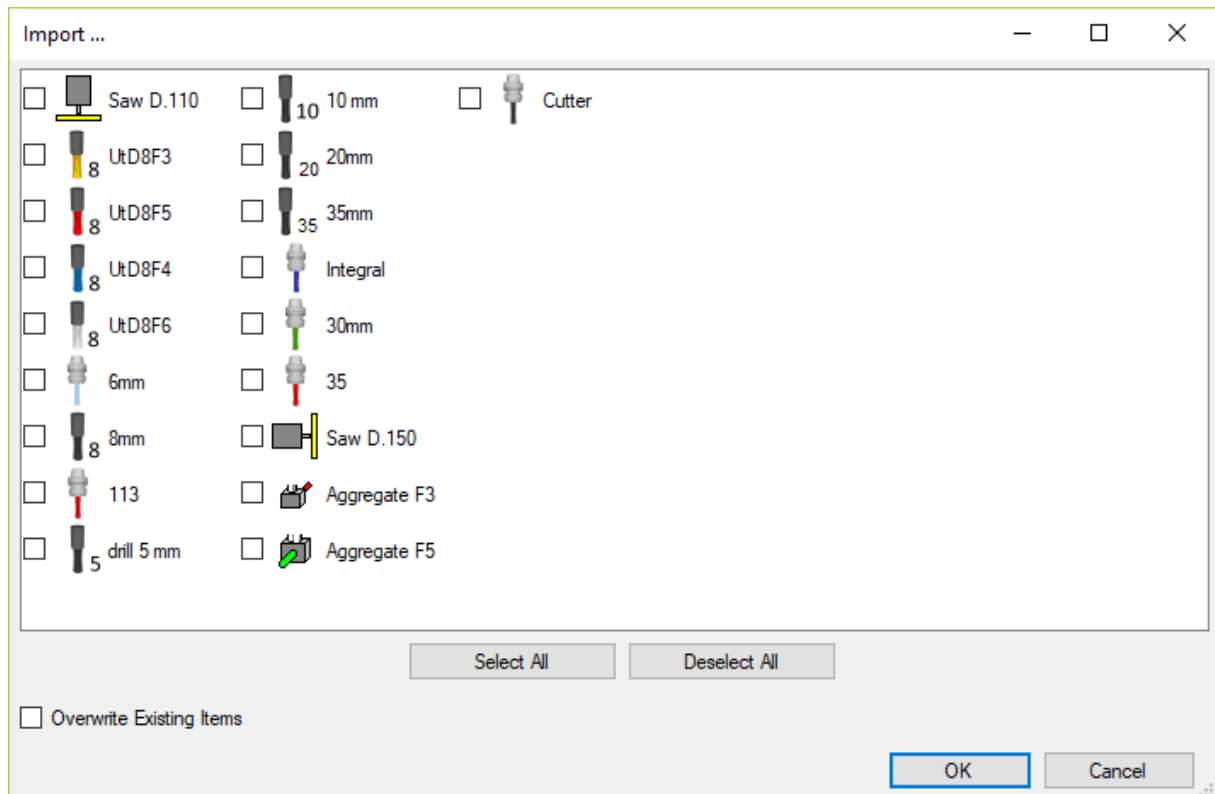 Import ...
Saw D.110
10 10 mm
Cutter
8 UtD8F3
20 20mm
8 UtD8F5
35 35mm
8 UtD8F4
Integral
8 UtD8F6
30mm
6mm
35
8 8mm
Saw D.150
113
Aggregate F3
5 drill 5 mm
Aggregate F5
Select All
Deselect All
Overwrite Existing Items
OK
Cancel